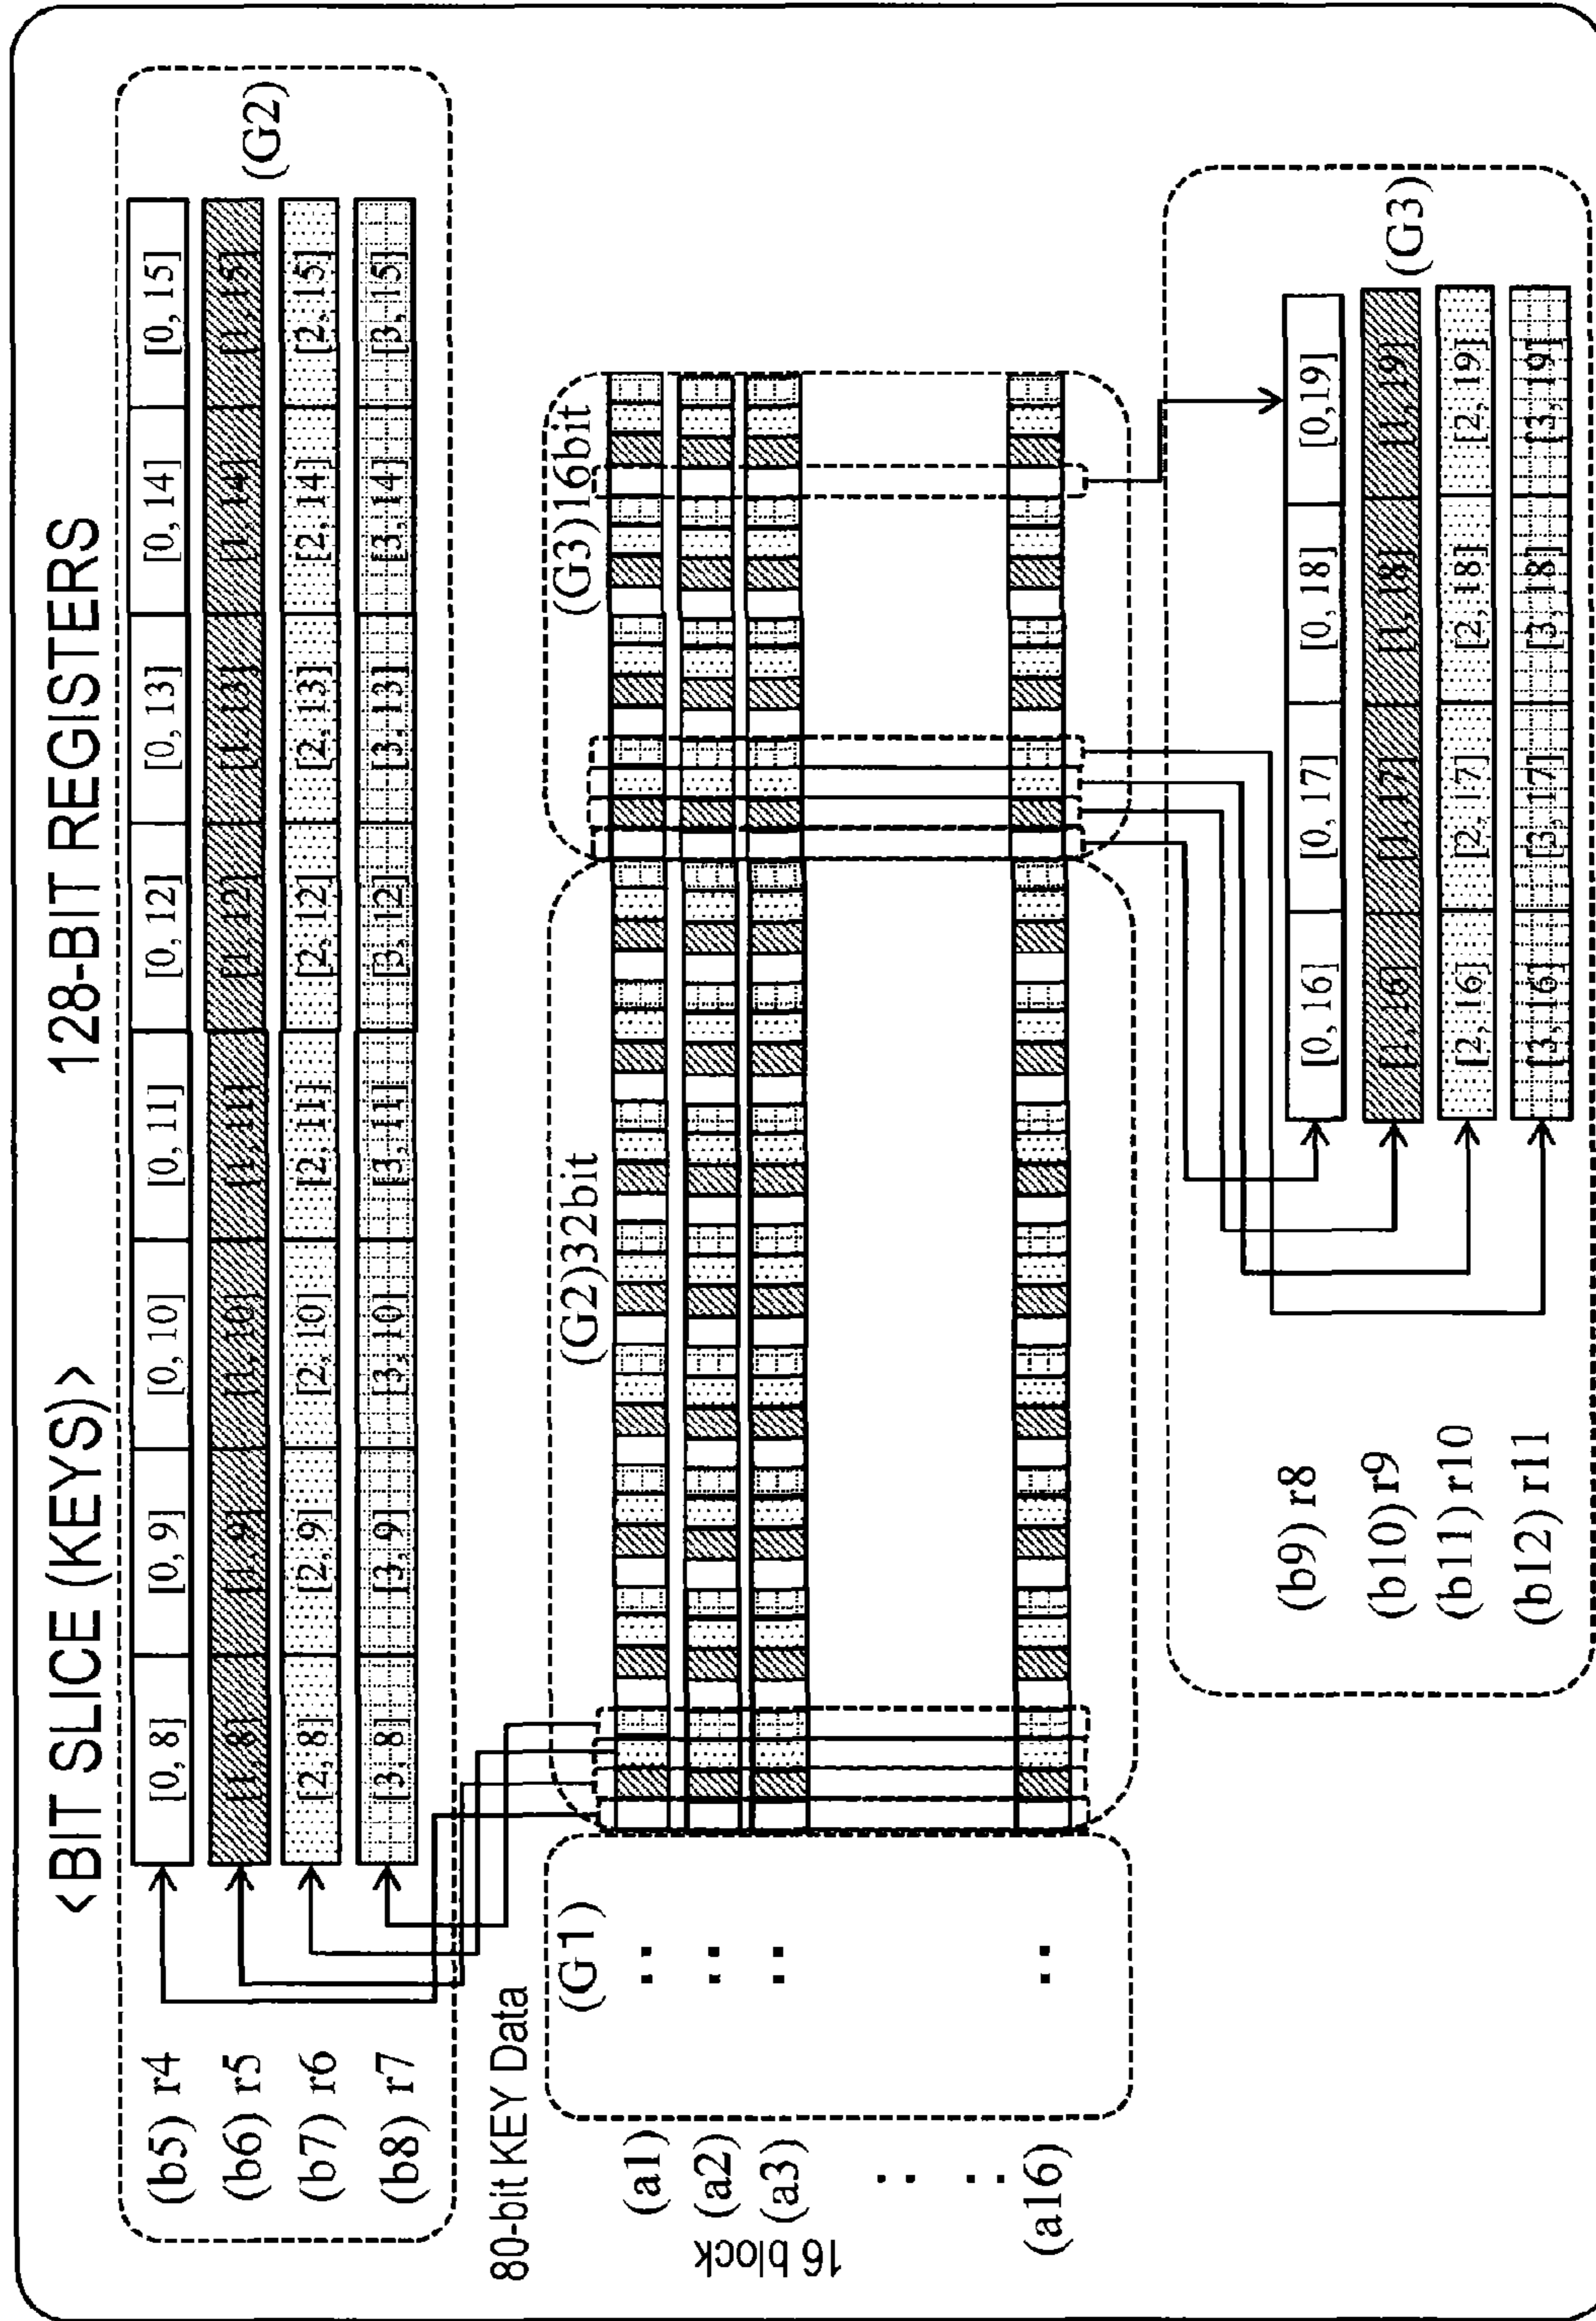 <BIT SLICE (KEYS)> 128-BIT REGISTERS
(b5) r4 [0, 8] [0, 9] [0, 10] [0, 11] [0, 12] [0, 13] [0, 14] [0, 15]
(b6) r5 [1, 8] [1, 9] [1, 10] [1, 11] [1, 12] [1, 13] [1, 14] [1, 15]
(b7) r6 [2, 8] [2, 9] [2, 10] [2, 11] [2, 12] [2, 13] [2, 14] [2, 15]
(b8) r7 [3, 8] [3, 9] [3, 10] [3, 11] [3, 12] [3, 13] [3, 14] [3, 15]
(G2)
80-bit KEY Data
(G1) (G2)32bit (G3)16bit
16 block
(a1)
(a2)
(a3)
(a16)
(b9) r8 [0, 16] [0, 17] [0, 18] [0,19]
(b10) r9 [1, 16] [1, 17] [1, 18] [1, 19]
(b11) r10 [2, 16] [2, 17] [2, 18] [2, 19]
(b12) r11 [3, 16] [3, 17] [3, 18] [3, 19]
(G3)